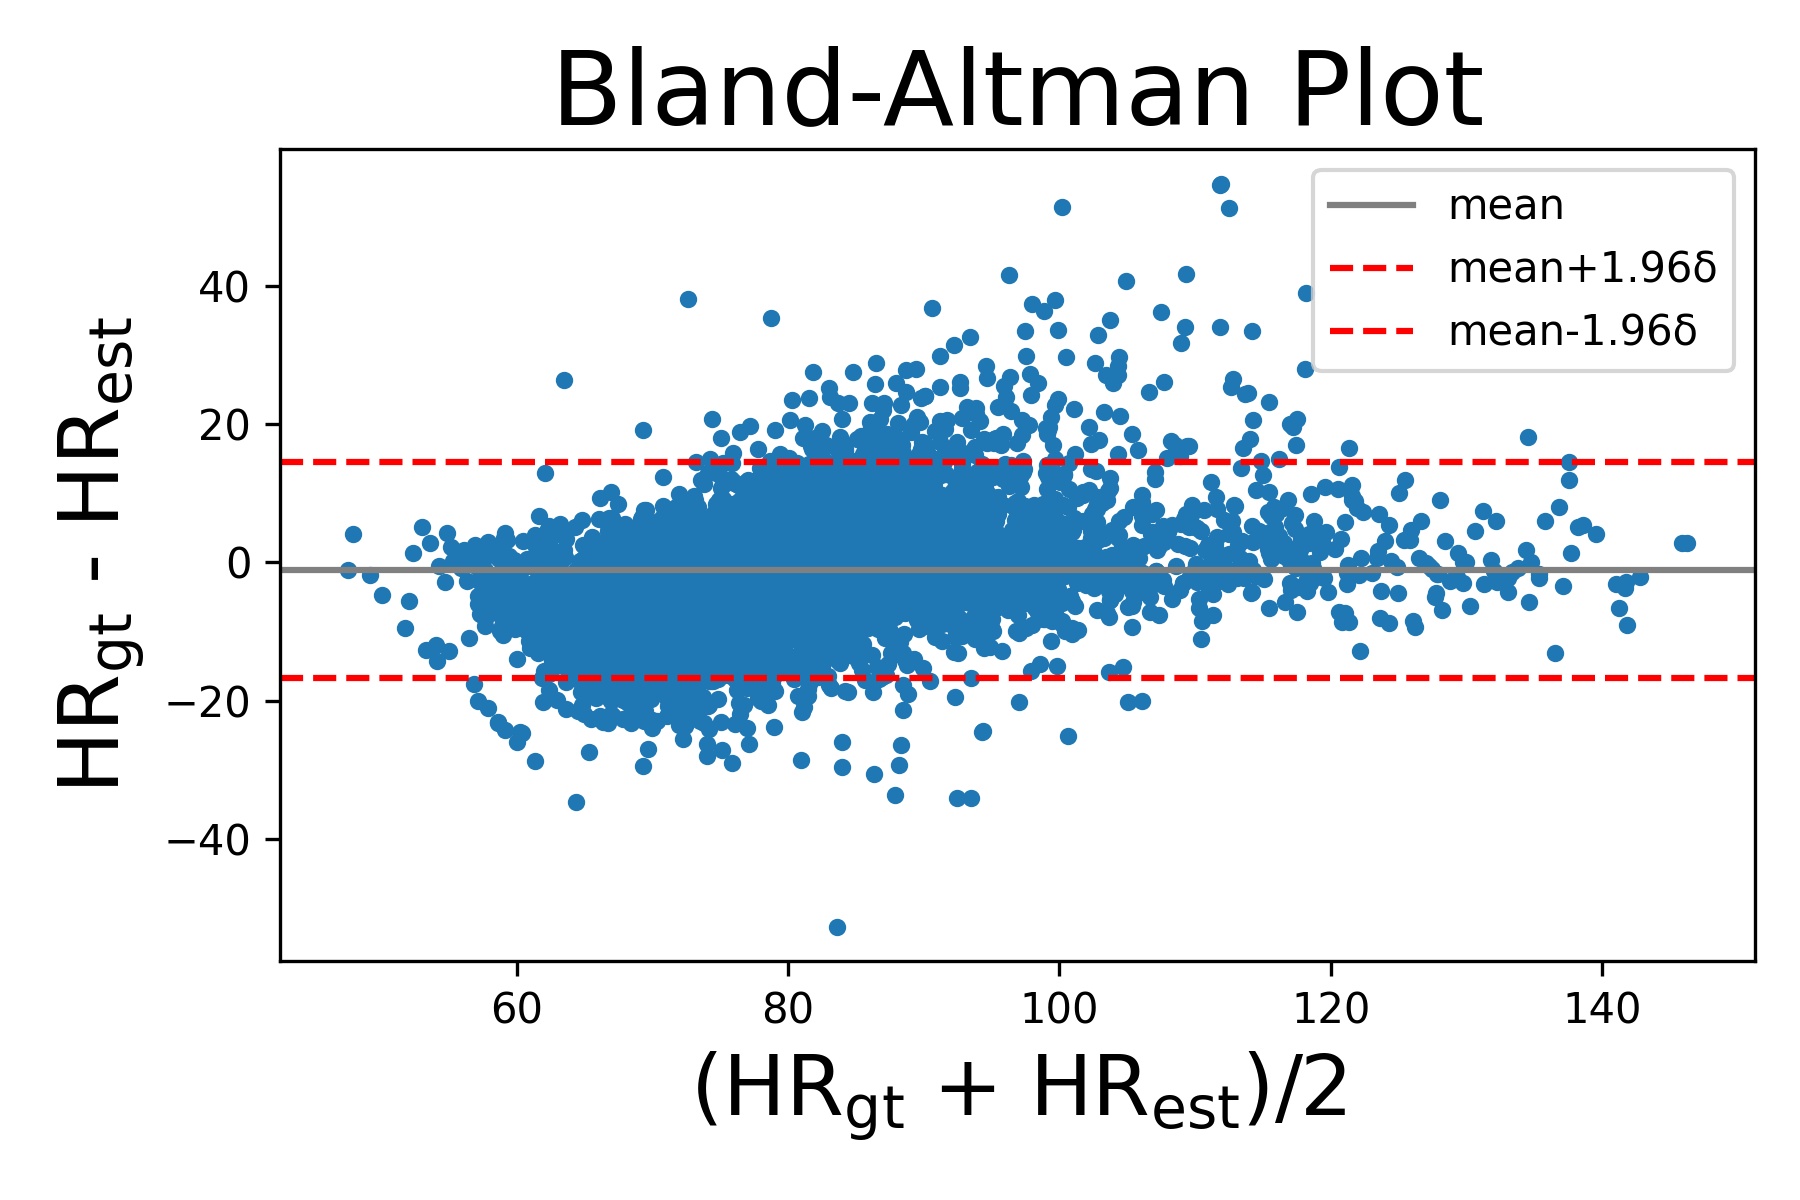 Bland-Altman Plot
mean
mean+1.96δ
mean-1.96δ
HRgt - HRest
40
20
0
−20
−40
60 80 100 120 140
(HRgt + HRest)/2